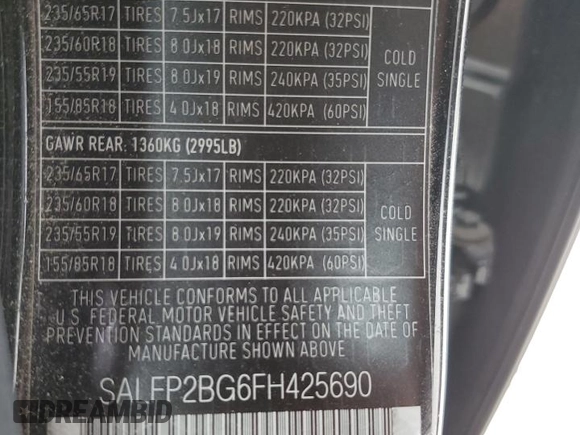 235/65R17 TIRES 7.5Jx17 RIMS 220KPA (32PSI)
235/60R18 TIRES 8.0Jx18 RIMS 220KPA (32PSI)
235/55R19 TIRES 8.0Jx19 RIMS 240KPA (35PSI)
155/85R18 TIRES 4.0Jx18 RIMS 420KPA (60PSI)
COLD
SINGLE
GAWR REAR: 1360KG (2995LB)
235/65R17 TIRES 7.5Jx17 RIMS 220KPA (32PSI)
235/60R18 TIRES 8.0Jx18 RIMS 220KPA (32PSI)
235/55R19 TIRES 8.0Jx19 RIMS 240KPA (35PSI)
155/85R18 TIRES 4.0Jx18 RIMS 420KPA (60PSI)
COLD
SINGLE
THIS VEHICLE CONFORMS TO ALL APPLICABLE
U.S. FEDERAL MOTOR VEHICLE SAFETY AND THEFT
PREVENTION STANDARDS IN EFFECT ON THE DATE OF
MANUFACTURE SHOWN ABOVE
SALFP2BG6FH425690
DREAMBID